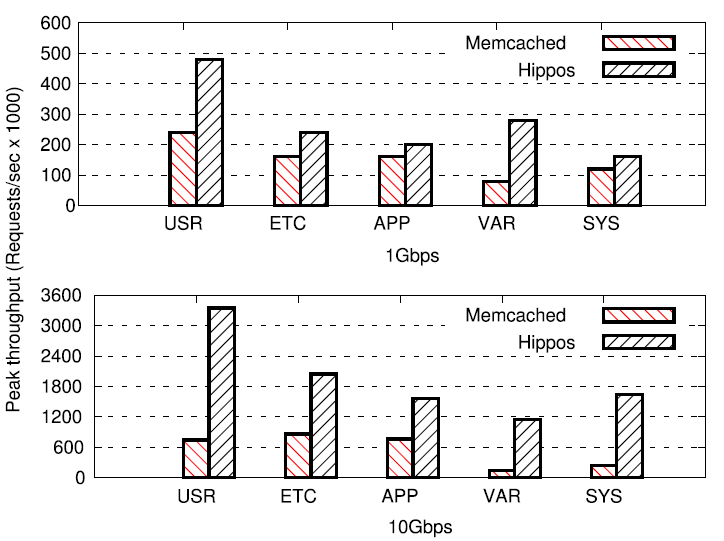 Peak throughput (Requests/sec x 1000)
600
500
400
300
200
100
0
Memcached
Hippos
USR ETC APP VAR SYS
1Gbps
3600
3000
2400
1800
1200
600
0
Memcached
Hippos
USR ETC APP VAR SYS
10Gbps